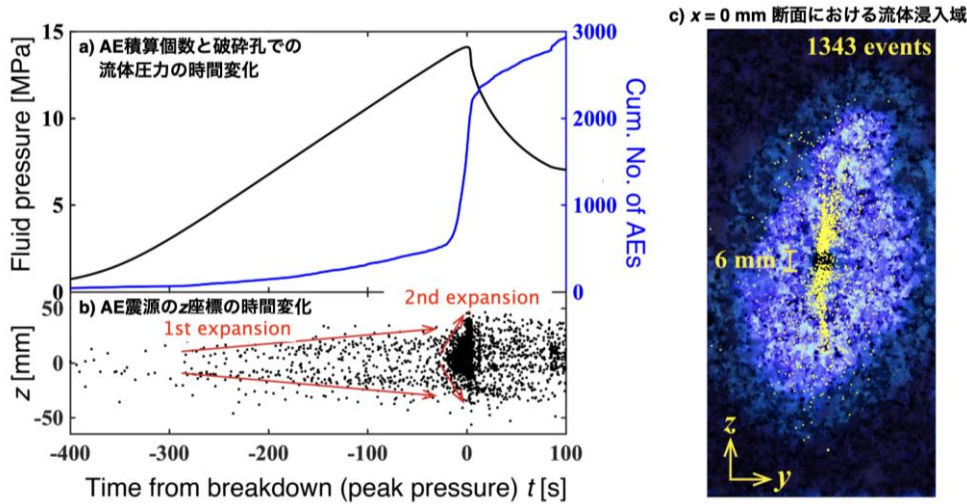 a) AE積算個数と破砕孔での
流体圧力の時間変化
Fluid pressure [MPa]
15
10
5
0
3000
2000
1000
0
Cum. No. of AEs
b) AE震源のz座標の時間変化
1st expansion
2nd expansion
z [mm]
50
0
-50
-400
-300
-200
-100
0
100
Time from breakdown (peak pressure) t [s]
c) x = 0 mm 断面における流体浸入域
1343 events
6 mm
z
y